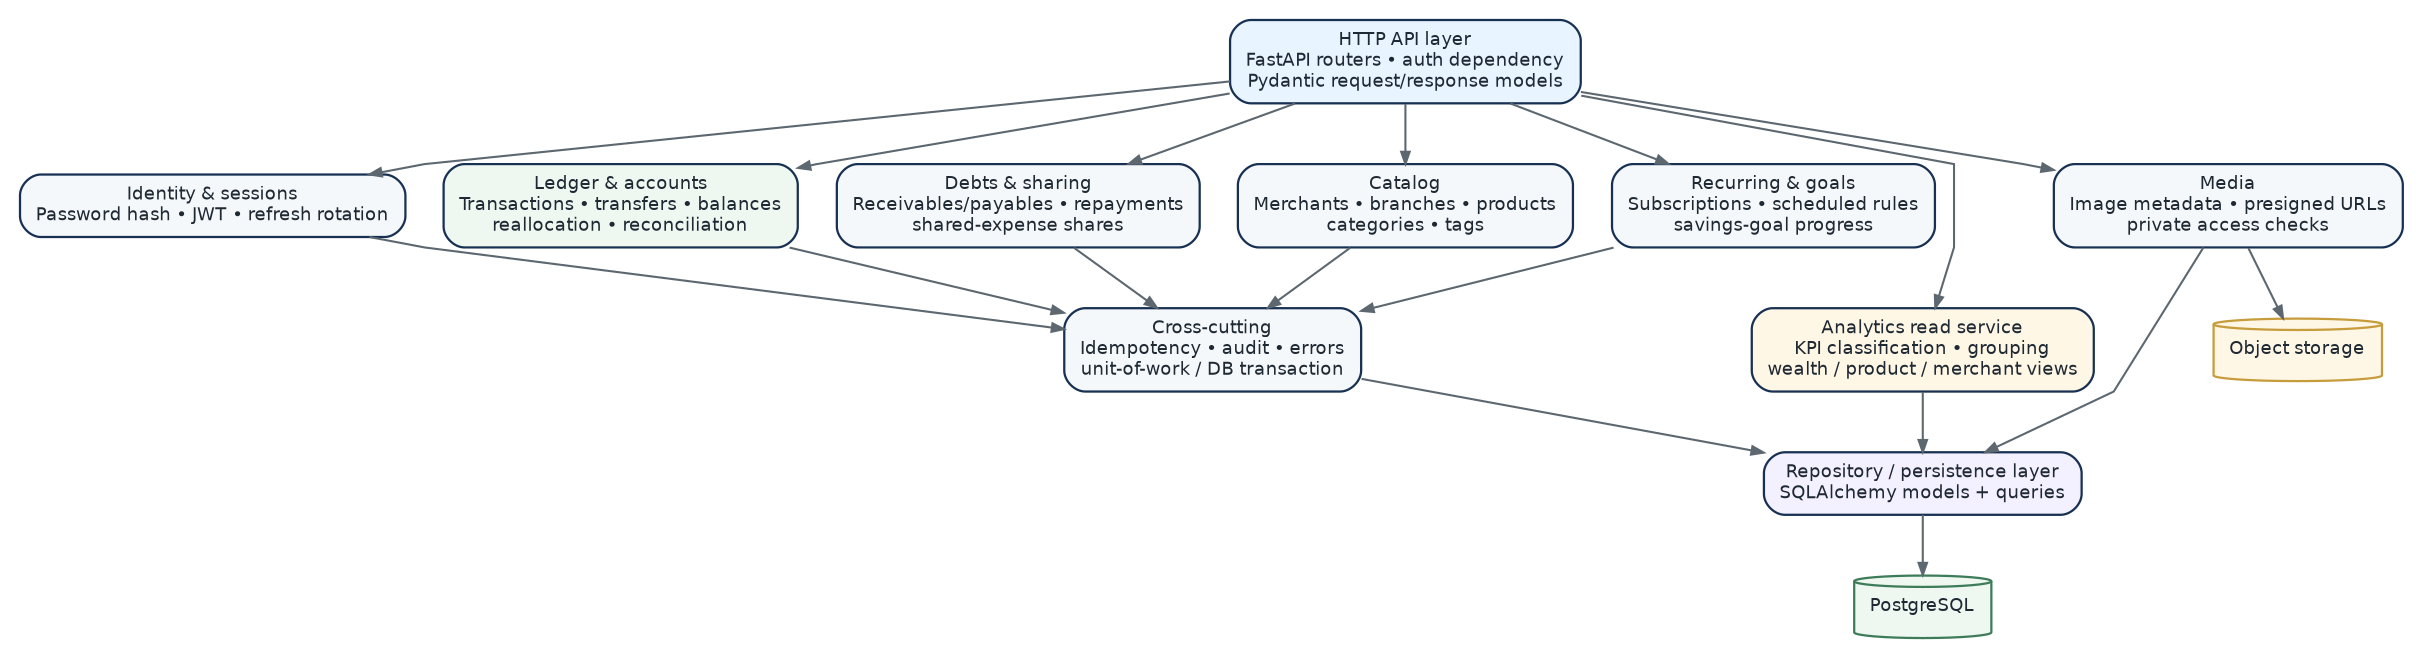 HTTP API layer
FastAPI routers • auth dependency
Pydantic request/response models
Identity & sessions
Password hash • JWT • refresh rotation
Ledger & accounts
Transactions • transfers • balances
reallocation • reconciliation
Debts & sharing
Receivables/payables • repayments
shared-expense shares
Catalog
Merchants • branches • products
categories • tags
Recurring & goals
Subscriptions • scheduled rules
savings-goal progress
Media
Image metadata • presigned URLs
private access checks
Cross-cutting
Idempotency • audit • errors
unit-of-work / DB transaction
Analytics read service
KPI classification • grouping
wealth / product / merchant views
Object storage
Repository / persistence layer
SQLAlchemy models + queries
PostgreSQL